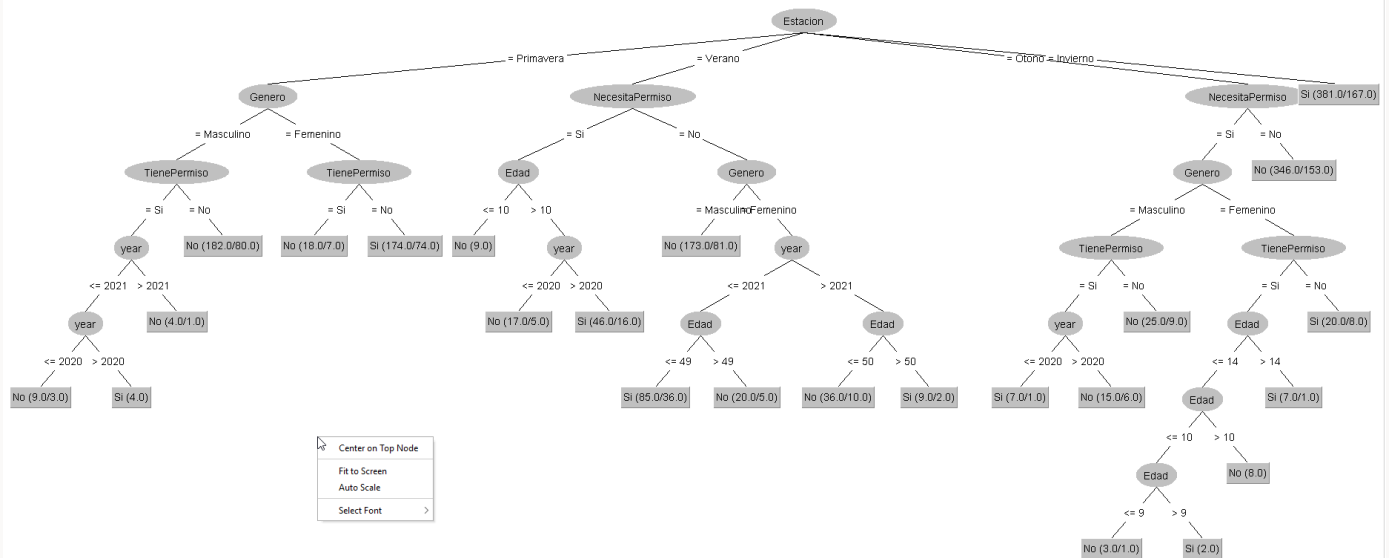 Estacion
= Primavera
= Verano
= Otono
= Invierno
Genero
NecesitaPermiso
NecesitaPermiso
Si (381.0/167.0)
= Masculino
= Femenino
= Si
= No
= Si
= No
TienePermiso
TienePermiso
Edad
Genero
Genero
No (346.0/153.0)
= Si
= No
= Si
= No
<= 10
> 10
= Masculino
= Femenino
= Masculino
= Femenino
year
No (182.0/80.0)
No (18.0/7.0)
Si (174.0/74.0)
No (9.0)
year
No (173.0/81.0)
year
TienePermiso
TienePermiso
<= 2021
> 2021
<= 2020
> 2020
<= 2021
> 2021
= Si
= No
= Si
= No
year
No (4.0/1.0)
No (17.0/5.0)
Si (46.0/16.0)
Edad
Edad
year
No (25.0/9.0)
Edad
Si (20.0/8.0)
<= 2020
> 2020
<= 49
> 49
<= 50
> 50
<= 2020
> 2020
<= 14
> 14
No (9.0/3.0)
Si (4.0)
Si (85.0/36.0)
No (20.0/5.0)
No (36.0/10.0)
Si (9.0/2.0)
Si (7.0/1.0)
No (15.0/6.0)
Edad
Si (7.0/1.0)
<= 10
> 10
Edad
No (8.0)
<= 9
> 9
No (3.0/1.0)
Si (2.0)
Center on Top Node
Fit to Screen
Auto Scale
Select Font